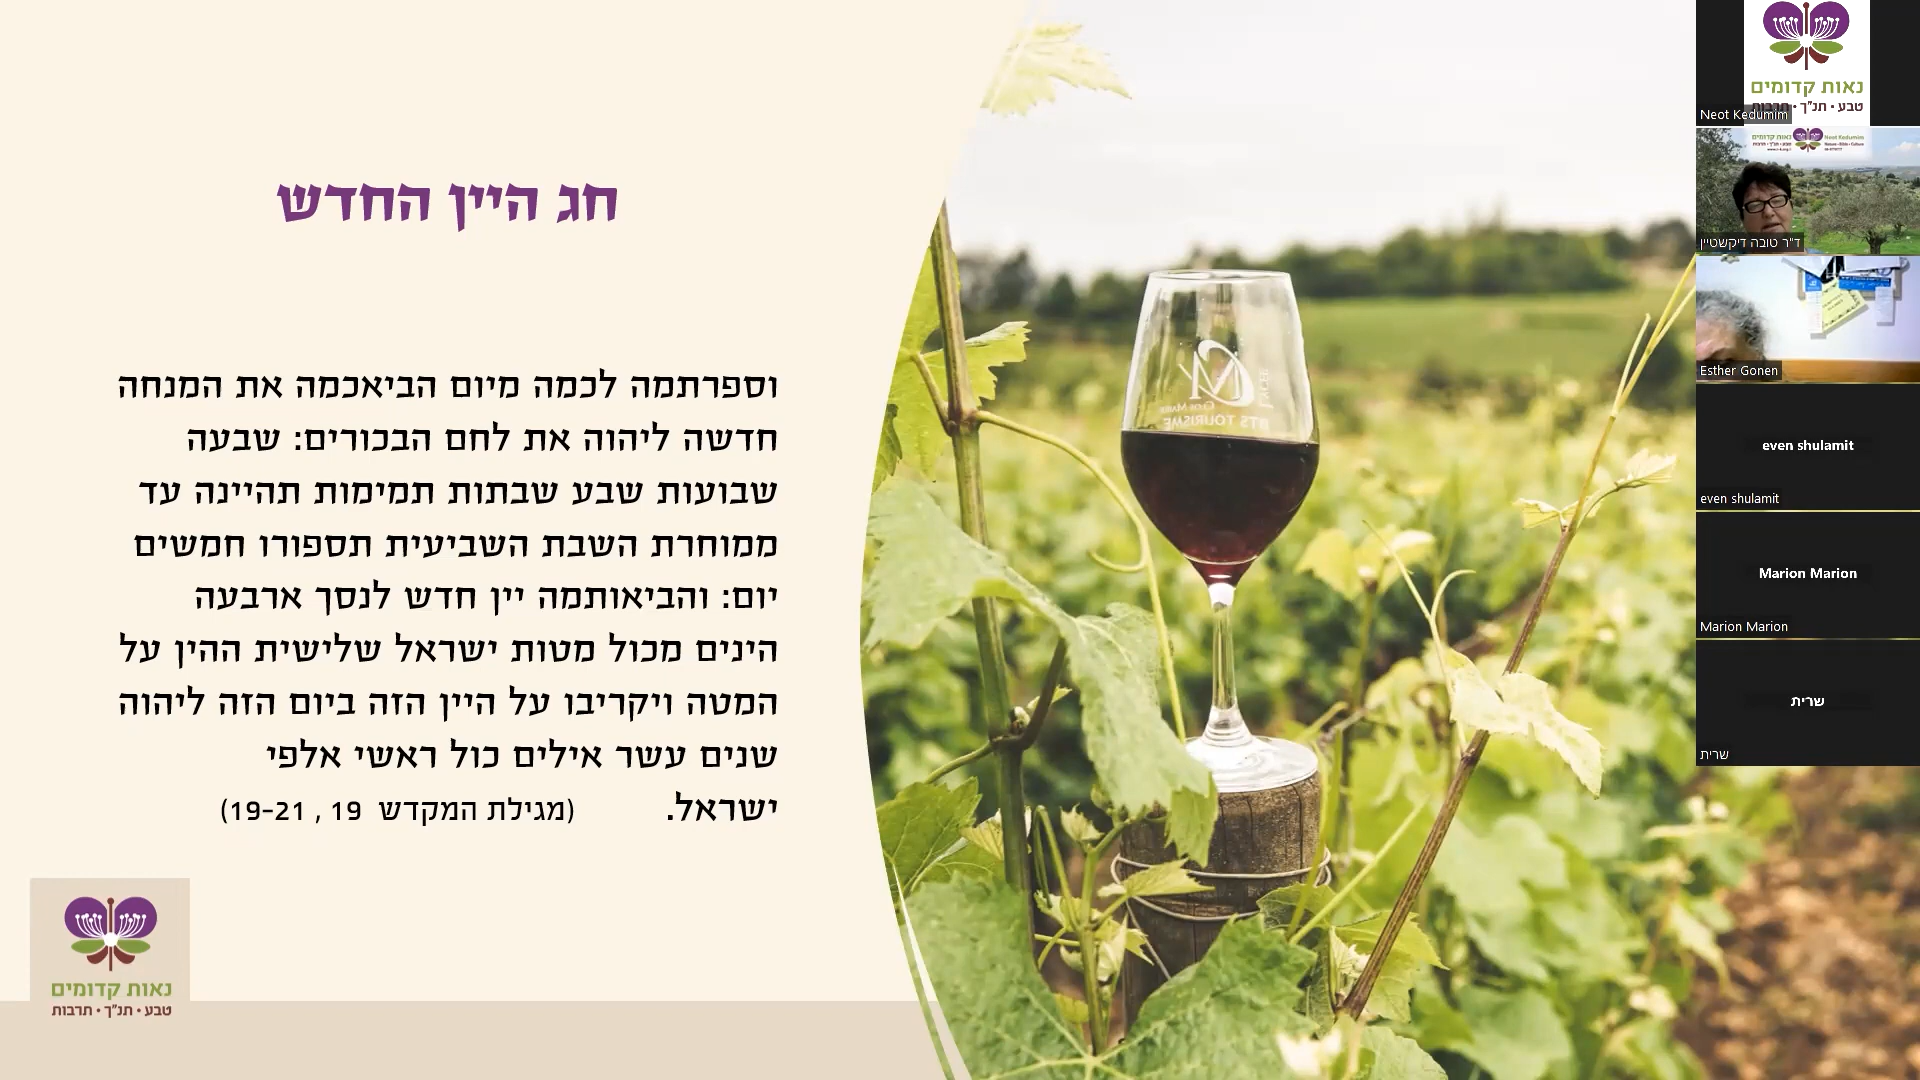 חג היין החדש
וספרתמה לכמה מיום הביאכמה את המנחה
חדשה ליהוה את לחם הבכורים: שבעה
שבועות שבע שבתות תמימות תהיינה עד
ממוחרת השבת השביעית תספורו חמשים
יום: והביאותמה יין חדש לנסך ארבעה
הינים מכול מטות ישראל שלישית ההין על
המטה ויקריבו על היין הזה ביום הזה ליהוה
שנים עשר אילים כול ראשי אלפי
ישראל. (מגילת המקדש 19 , 19-21)
נאות קדומים
טבע • תנ"ך • תרבות
נאות קדומים
טבע • תנ"ך • תרבות
Neot Kedumim
נאות קדומים
Neot Kedumim
ד"ר טובה דיקשטיין
Esther Gonen
even shulamit
even shulamit
Marion Marion
Marion Marion
שרית
שרית